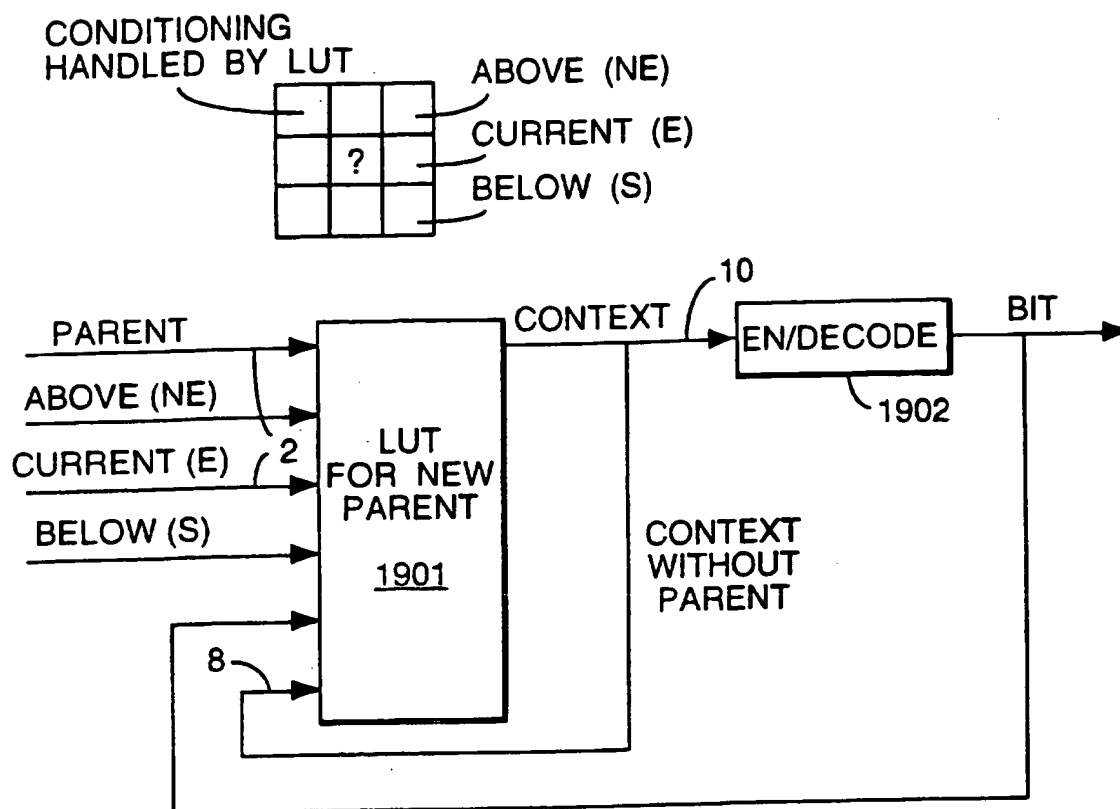 CONDITIONING
HANDLED BY LUT
ABOVE (NE)
CURRENT (E)
?
BELOW (S)
10
PARENT
CONTEXT
BIT
EN/DECODE
ABOVE (NE)
1902
2
CURRENT (E)
LUT
FOR NEW
PARENT
BELOW (S)
CONTEXT
WITHOUT
PARENT
1901
8